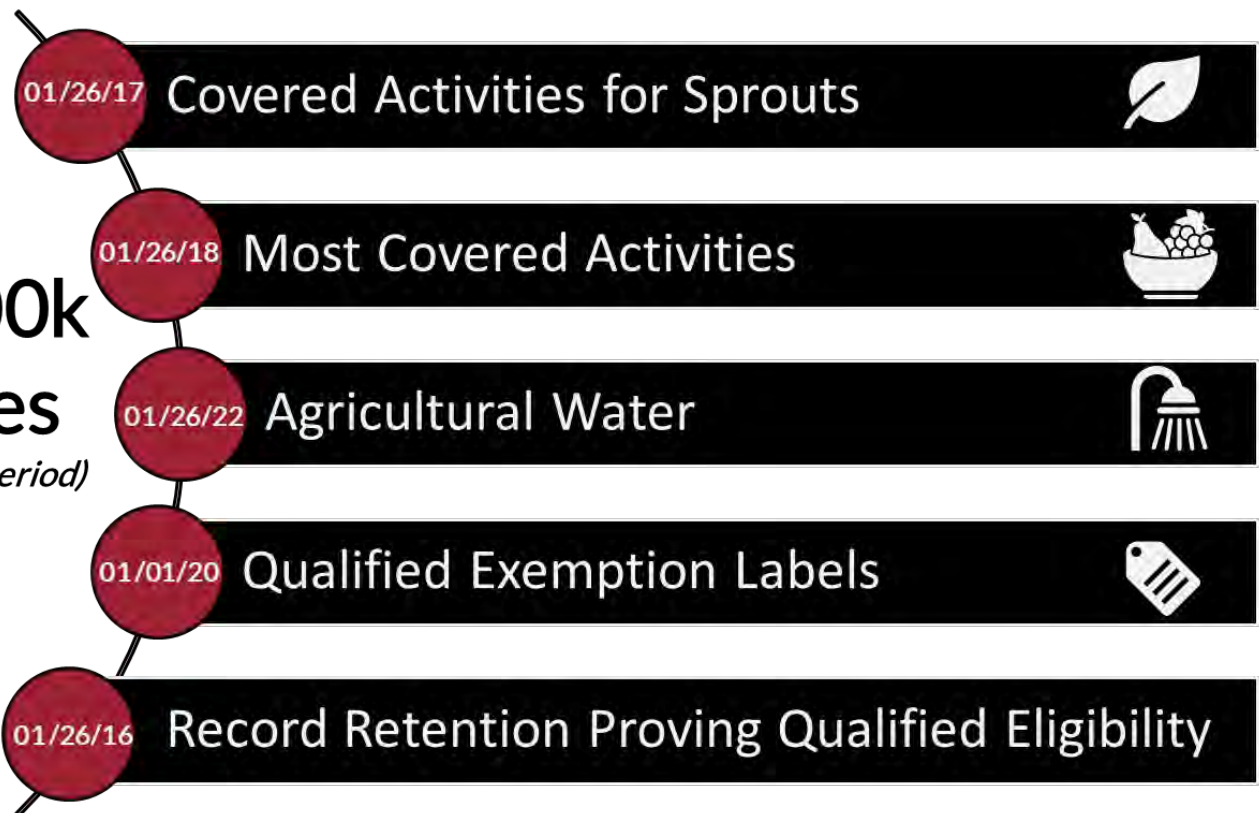 01/26/17 Covered Activities for Sprouts
01/26/18 Most Covered Activities
01/26/22 Agricultural Water
eriod)
01/01/20 Qualified Exemption Labels
01/26/16 Record Retention Proving Qualified Eligibility